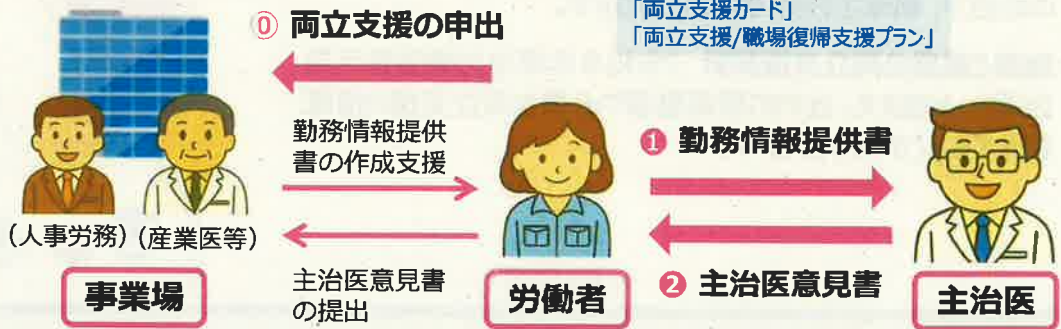 「両立支援カード」
「両立支援/職場復帰支援プラン」
⓪ 両立支援の申出
勤務情報提供
書の作成支援
❶ 勤務情報提供書
(人事労務)(産業医等)
主治医意見書
の提出
❷ 主治医意見書
事業場
労働者
主治医